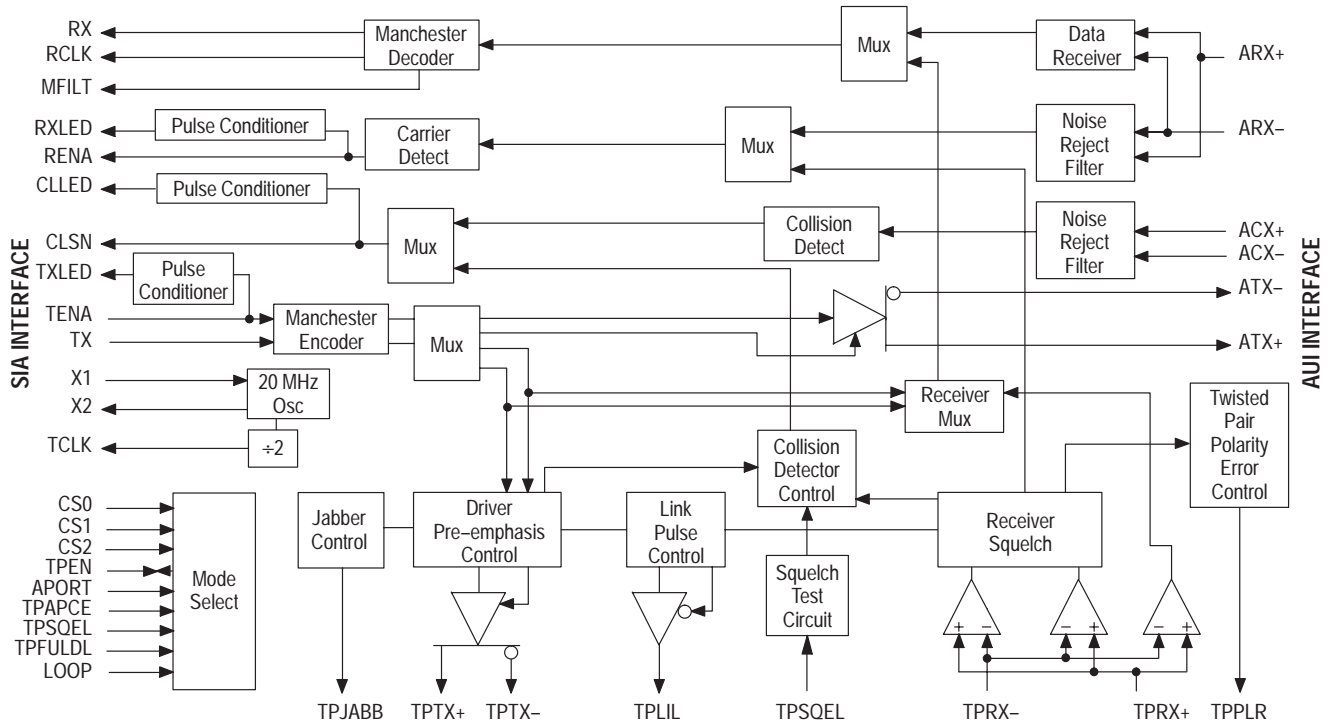 SIA INTERFACE
AUI INTERFACE
RX
RCLK
MFILT
RXLED
RENA
CLLED
CLSN
TXLED
TENA
TX
X1
X2
TCLK
CS0
CS1
CS2
TPEN
APORT
TPAPCE
TPSQEL
TPFULDL
LOOP
Manchester
Decoder
Mux
Data
Receiver
ARX+
Pulse Conditioner
Carrier
Detect
Mux
Noise
Reject
Filter
ARX–
Pulse Conditioner
Mux
Collision
Detect
Noise
Reject
Filter
ACX+
ACX–
Pulse
Conditioner
ATX–
ATX+
Manchester
Encoder
Mux
20 MHz
Osc
÷2
Receiver
Mux
Twisted
Pair
Polarity
Error
Control
Collision
Detector
Control
Mode
Select
Jabber
Control
Driver
Pre–emphasis
Control
Link
Pulse
Control
Squelch
Test
Circuit
Receiver
Squelch
+ –
– +
– +
TPJABB
TPTX+
TPTX–
TPLIL
TPSQEL
TPRX–
TPRX+
TPPLR